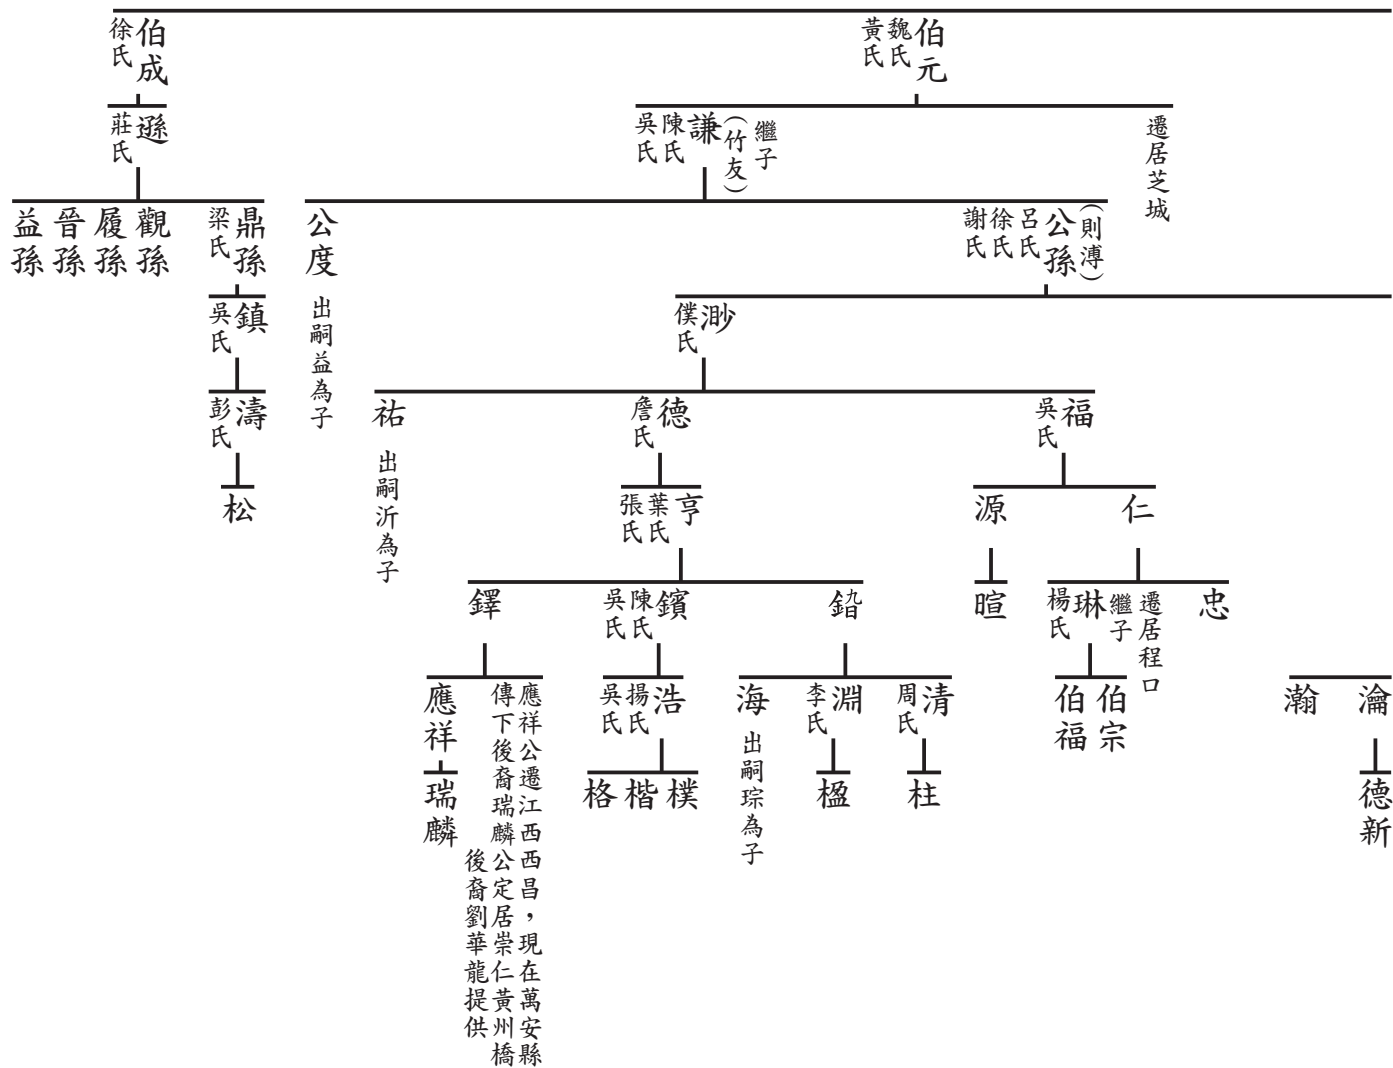 伯元
魏氏
黃氏
伯成
徐氏
遷居芝城
繼子
(竹友)
謙
陳氏
吳氏
遜
莊氏
(則溥)
公孫
呂氏
徐氏
謝氏
公度
出嗣益為子
鼎孫
梁氏
觀孫
履孫
晉孫
益孫
渺
僕氏
鎮
吳氏
福
吳氏
德
詹氏
祐
出嗣沂為子
濤
彭氏
仁
源
亨
葉氏
張氏
松
忠
遷居程口
繼子
琳
楊氏
暄
鑌
陳氏
吳氏
鐸
瀹
瀚
伯宗
伯福
清
周氏
淵
李氏
海
出嗣琮為子
浩
揚氏
吳氏
應祥公遷江西西昌，現在萬安縣
傳下後裔瑞麟公定居崇仁黃州橋
後裔劉華龍提供
應祥
德新
柱
楹
樸
楷
格
瑞麟